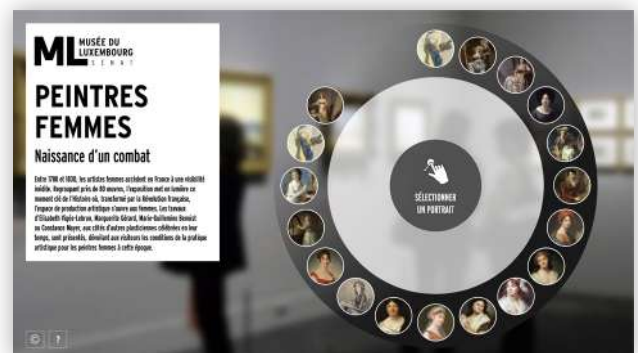 ML MUSÉE DU
LUXEMBOURG
SÉNAT
PEINTRES
FEMMES
Naissance d'un combat
Entre 1780 et 1830, les artistes femmes accèdent en France à une visibilité
inédite. Regroupant près de 80 œuvres, l'exposition met en lumière ce
moment clé de l'Histoire où, transformé par la Révolution française,
l'espace de production artistique s'ouvre aux femmes. Les travaux
d'Elisabeth Vigée-Lebrun, Marguerite Gérard, Marie-Guillemine Benoist
ou Constance Mayer, aux côtés d'autres plasticiennes célèbres en leur
temps, sont présentés, dévoilant aux visiteurs les conditions de la pratique
artistique pour les peintres femmes à cette époque.
SÉLECTIONNER
UN PORTRAIT
©
?